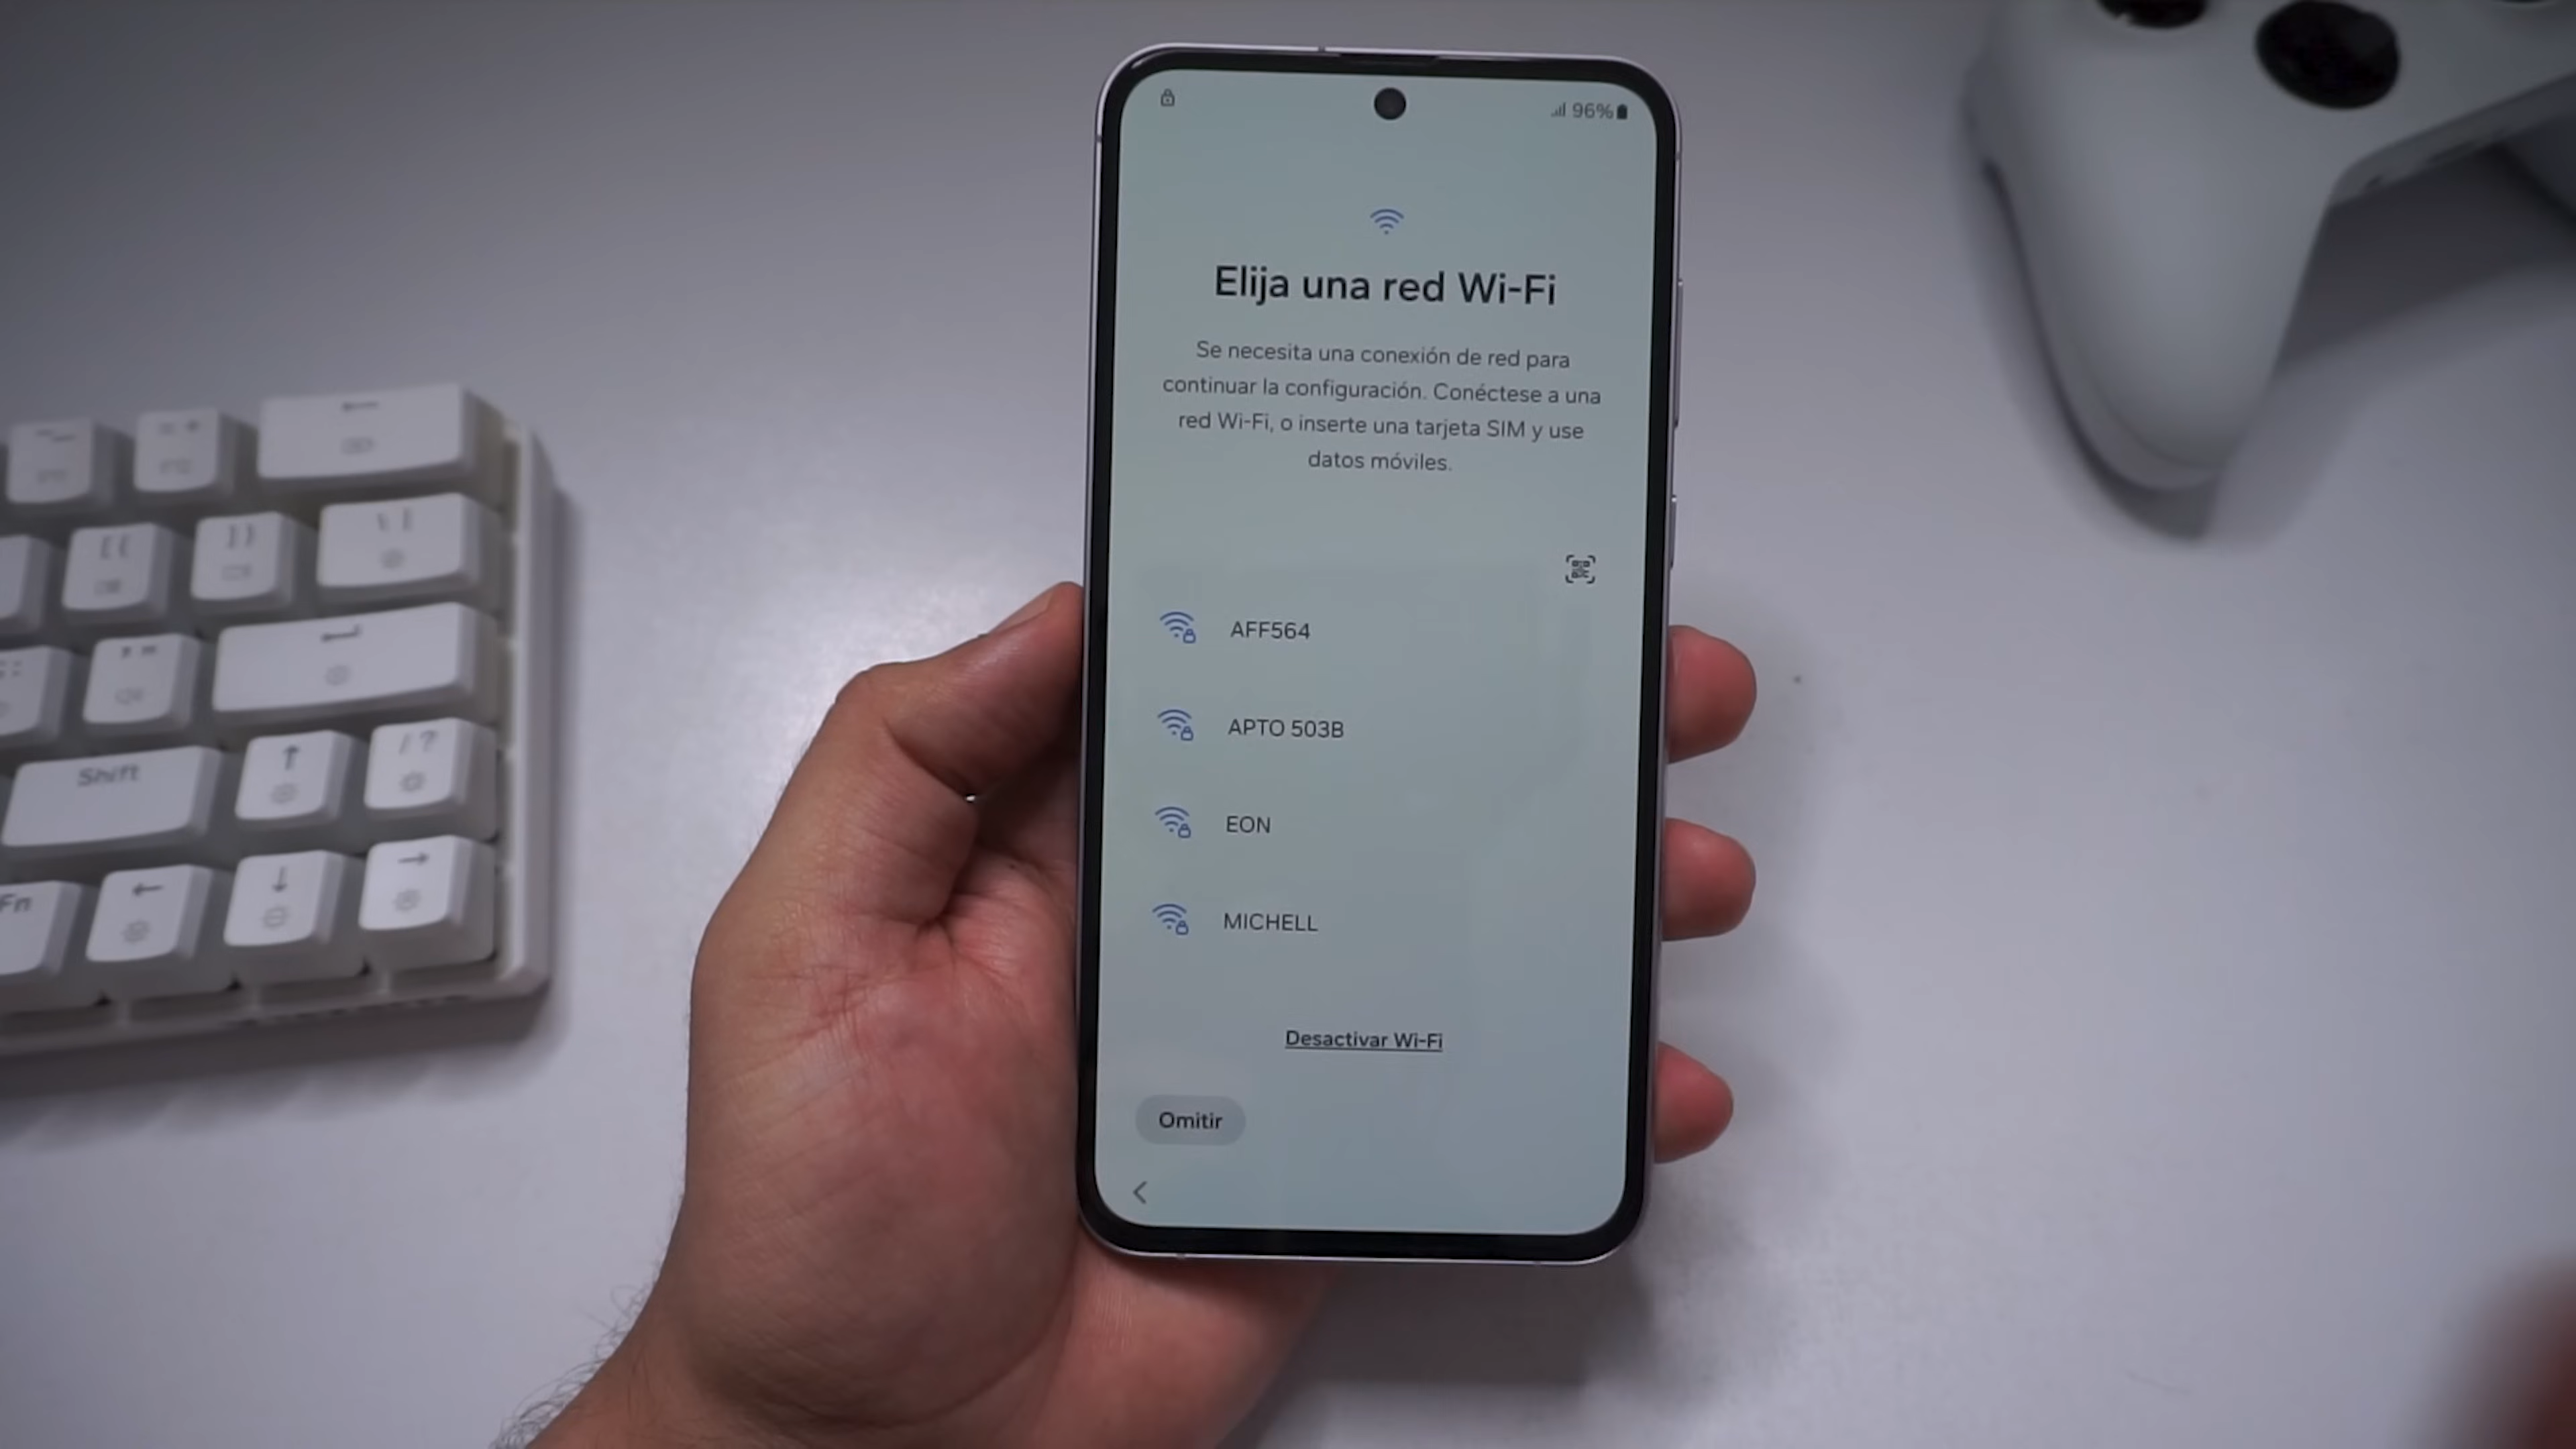 96%
Elija una red Wi-Fi
Se necesita una conexión de red para
continuar la configuración. Conéctese a una
red Wi-Fi, o inserte una tarjeta SIM y use
datos móviles.
AFF564
APTO 503B
EON
MICHELL
Desactivar Wi-Fi
Omitir
[{
]}
\|
Shift
/ ?
Fn